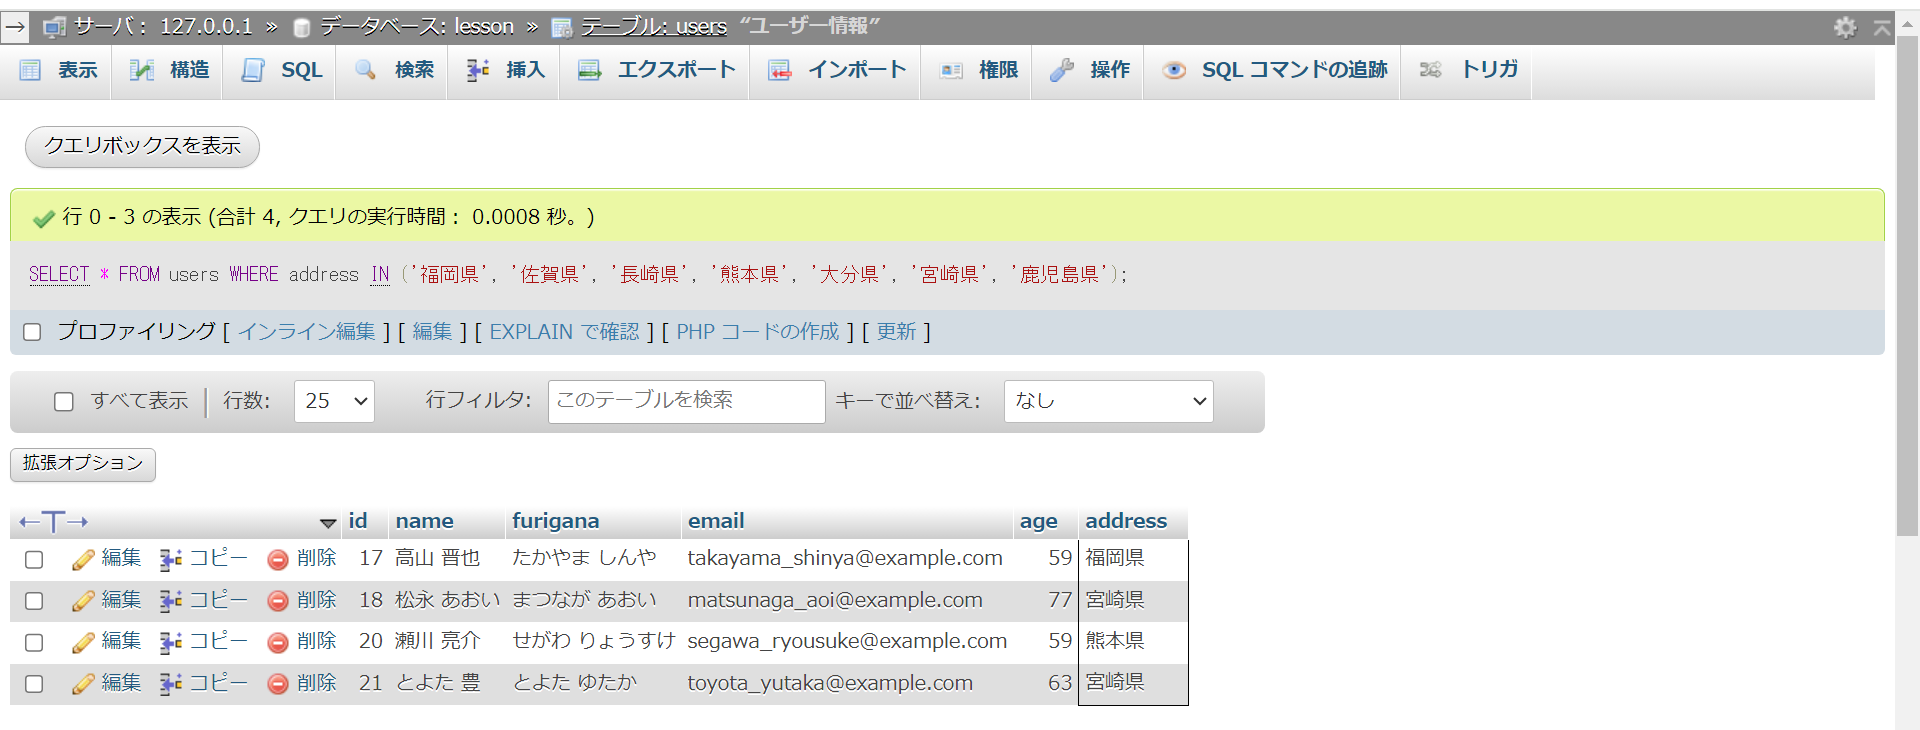 → サーバ: 127.0.0.1 » データベース: lesson » テーブル: users “ユーザー情報”
表示 構造 SQL 検索 挿入 エクスポート インポート 権限 操作 SQL コマンドの追跡 トリガ
クエリボックスを表示
行 0 - 3 の表示 (合計 4, クエリの実行時間: 0.0008 秒。)
SELECT * FROM users WHERE address IN ('福岡県', '佐賀県', '長崎県', '熊本県', '大分県', '宮崎県', '鹿児島県');
プロファイリング [ インライン編集 ] [ 編集 ] [ EXPLAIN で確認 ] [ PHP コードの作成 ] [ 更新 ]
すべて表示 行数: 25 行フィルタ: このテーブルを検索 キーで並べ替え: なし
拡張オプション
←T→ id name furigana email age address
編集 コピー 削除 17 高山 晋也 たかやま しんや takayama_shinya@example.com 59 福岡県
編集 コピー 削除 18 松永 あおい まつなが あおい matsunaga_aoi@example.com 77 宮崎県
編集 コピー 削除 20 瀬川 亮介 せがわ りょうすけ segawa_ryousuke@example.com 59 熊本県
編集 コピー 削除 21 とよた 豊 とよた ゆたか toyota_yutaka@example.com 63 宮崎県